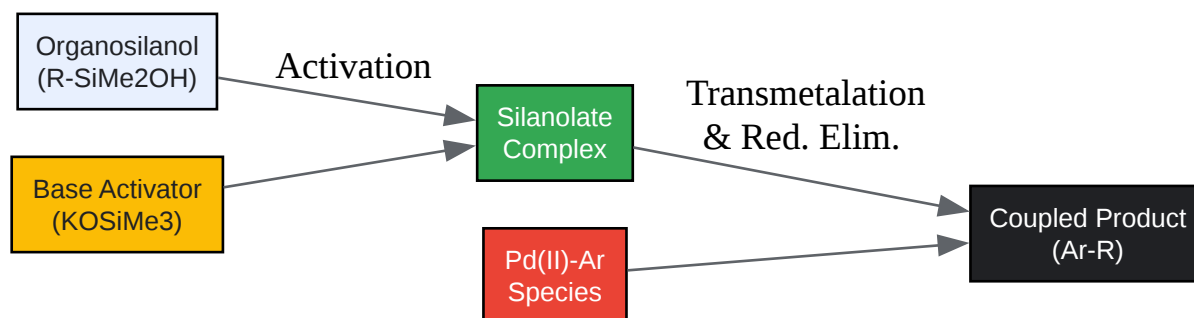 Organosilanol
(R-SiMe2OH)
Activation
Base Activator
(KOSiMe3)
Silanolate
Complex
Transmetalation
& Red. Elim.
Pd(II)-Ar
Species
Coupled Product
(Ar-R)